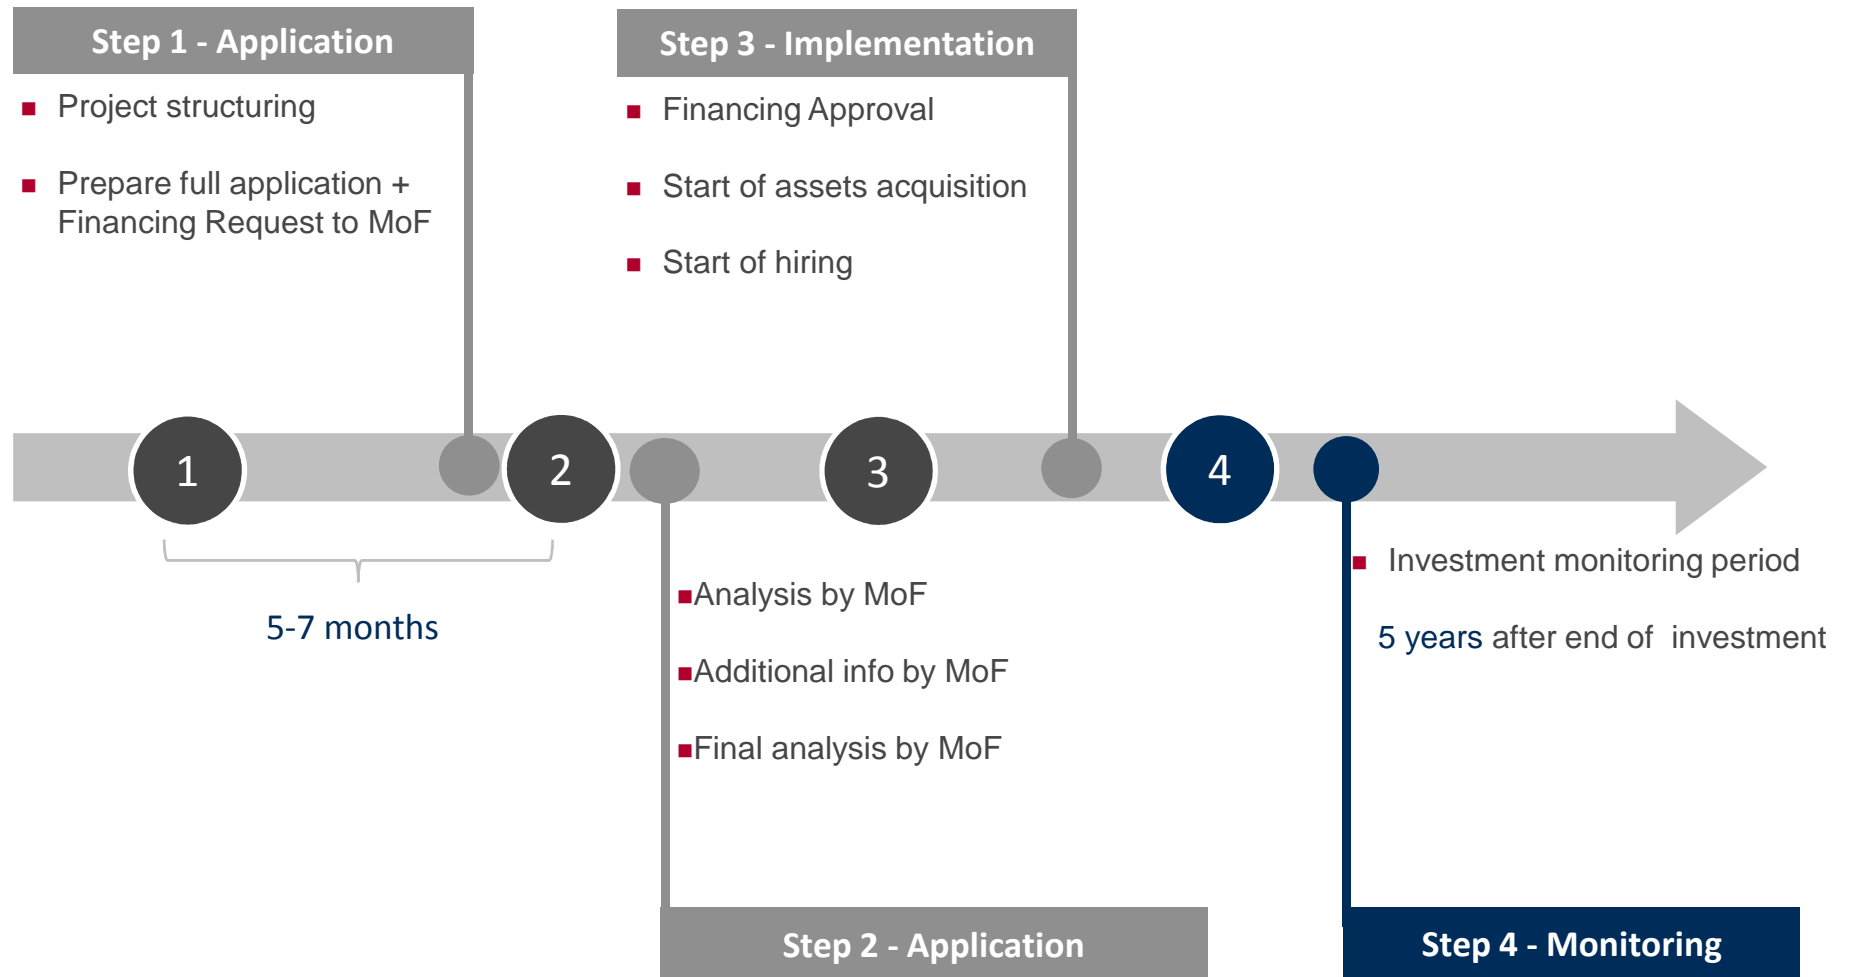 Step 1 - Application
Project structuring
Prepare full application +
Financing Request to MoF
Step 3 - Implementation
Financing Approval
Start of assets acquisition
Start of hiring
1
2
3
4
5-7 months
Analysis by MoF
Additional info by MoF
Final analysis by MoF
Step 2 - Application
Investment monitoring period
5 years after end of investment
Step 4 - Monitoring